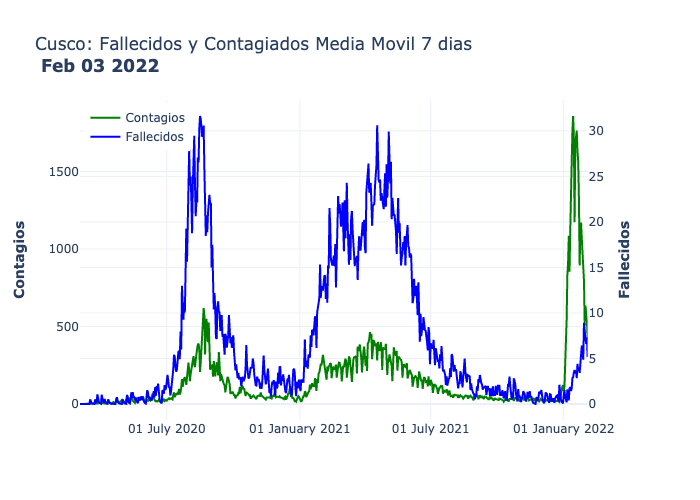 Cusco: Fallecidos y Contagiados Media Movil 7 dias
Feb 03 2022
Contagios
Fallecidos
1500
1000
500
0
30
25
20
15
10
5
0
Contagios
Fallecidos
01 July 2020
01 January 2021
01 July 2021
01 January 2022